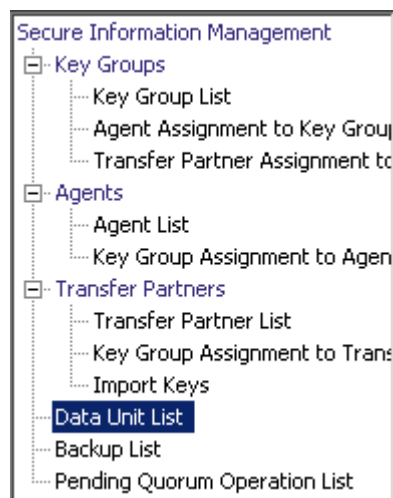 Secure Information Management
Key Groups
Key Group List
Agent Assignment to Key Grou
Transfer Partner Assignment to
Agents
Agent List
Key Group Assignment to Agen
Transfer Partners
Transfer Partner List
Key Group Assignment to Trans
Import Keys
Data Unit List
Backup List
Pending Quorum Operation List